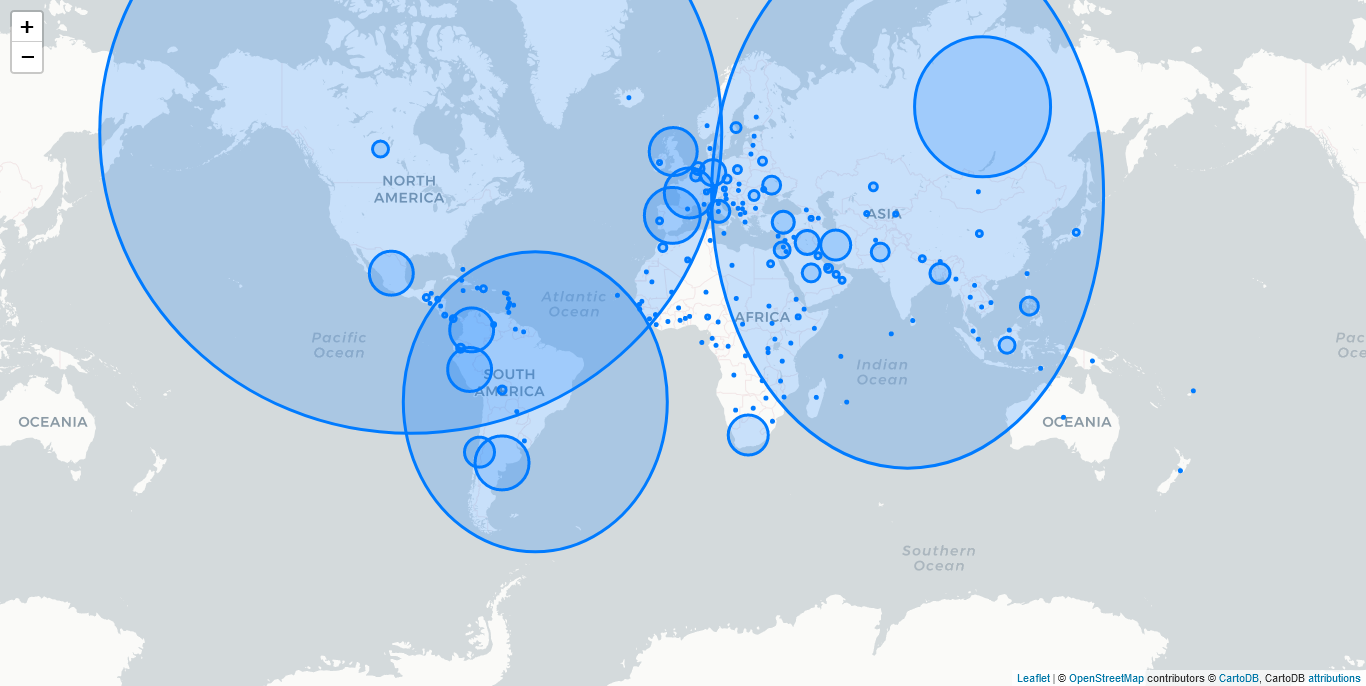 +
−
NORTH
AMERICA
ASIA
Atlantic
Ocean
AFRICA
Pacific
Ocean
Pac
Oce
Indian
Ocean
SOUTH
AMERICA
OCEANIA
OCEANIA
Southern
Ocean
Leaflet | © OpenStreetMap contributors © CartoDB, CartoDB attributions